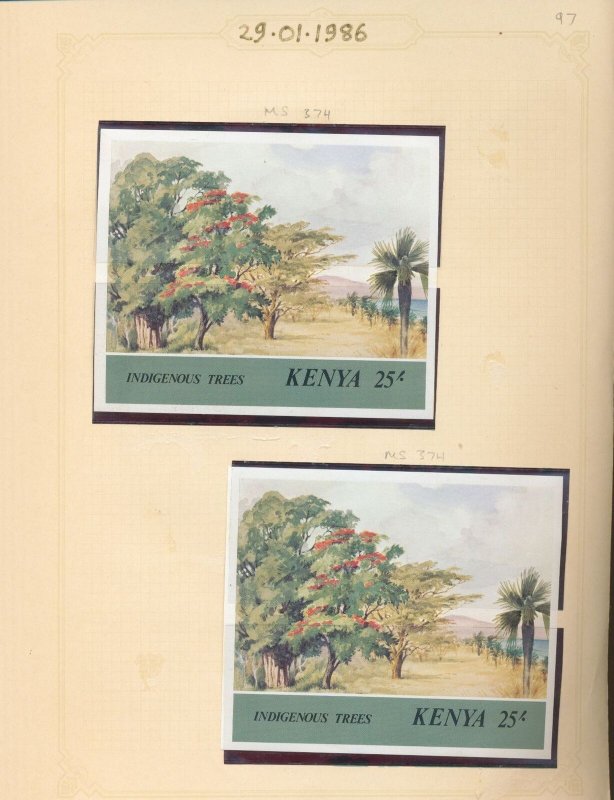 29.01.1986
97
MS 374
INDIGENOUS TREES KENYA 25/-
MS 374
INDIGENOUS TREES KENYA 25/-